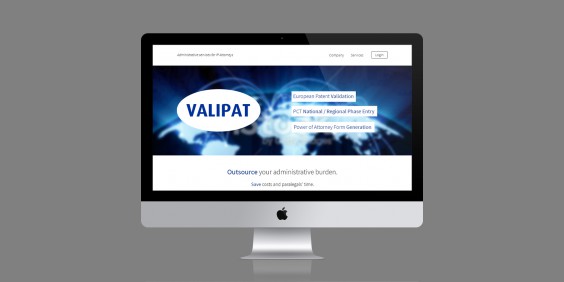 Company Services Login
VALIPAT
European Patent Validation
PCT National / Regional Phase Entry
Power of Attorney Form Generation
Outsource your administrative burden.
Save costs and paralegals' time.